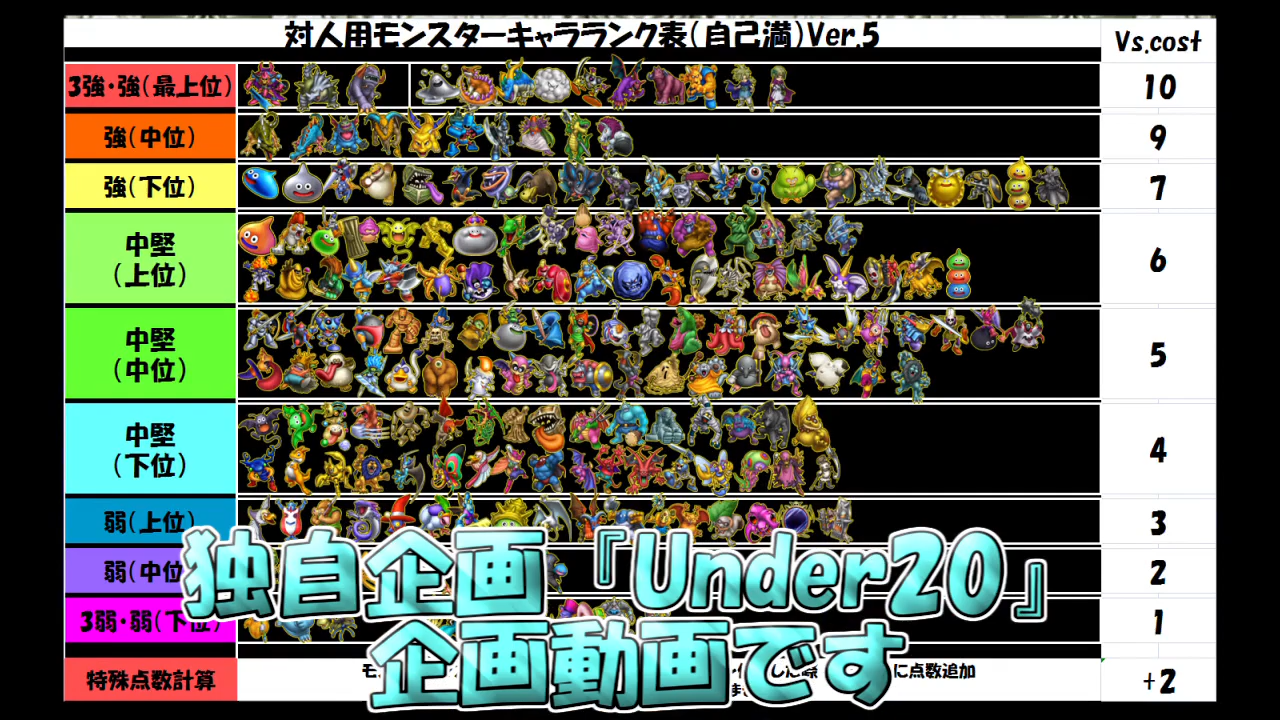 対人用モンスターキャラランク表(自己満)Ver.5
Vs.cost
3強・強(最上位)
10
強(中位)
9
強(下位)
7
中堅
(上位)
6
中堅
(中位)
5
中堅
(下位)
4
弱(上位)
3
弱(中位
2
3弱・弱(下位)
1
特殊点数計算
に点数追加
+2
独自企画『Under20』
企画動画です